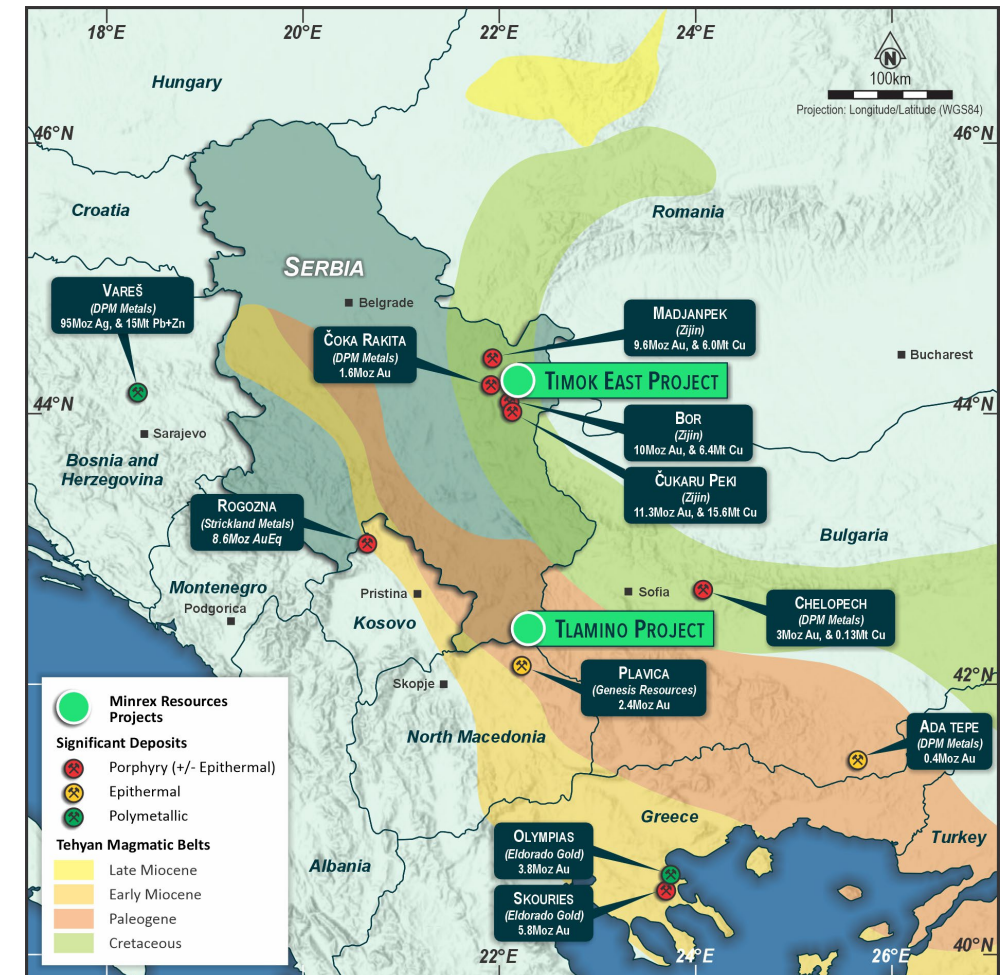 18°E
20°E
22°E
24°E
N
100km
Projection: Longitude/Latitude (WGS84)
Hungary
46°N
46°N
Croatia
Romania
SERBIA
Belgrade
VAREŠ
(DPM Metals)
95Moz Ag, & 15Mt Pb+Zn
ČOKA RAKITA
(DPM Metals)
1.6Moz Au
MADJANPEK
(Zijin)
9.6Moz Au, & 6.0Mt Cu
Bucharest
TIMOK EAST PROJECT
44°N
44°N
BOR
(Zijin)
10Moz Au, & 6.4Mt Cu
Sarajevo
Bosnia and
Herzegovina
ČUKARU PEKI
(Zijin)
11.3Moz Au, & 15.6Mt Cu
ROGOZNA
(Strickland Metals)
8.6Moz AuEq
Bulgaria
Montenegro
Podgorica
Pristina
Kosovo
Sofia
CHELOPECH
(DPM Metals)
3Moz Au, & 0.13Mt Cu
TLAMINO PROJECT
42°N
Skopje
PLAVICA
(Genesis Resources)
2.4Moz Au
North Macedonia
ADA TEPE
(DPM Metals)
0.4Moz Au
Minrex Resources
Projects
Significant Deposits
Porphyry (+/- Epithermal)
Epithermal
Polymetallic
Tehyan Magmatic Belts
Late Miocene
Early Miocene
Paleogene
Cretaceous
Greece
Turkey
Albania
OLYMPIAS
(Eldorado Gold)
3.8Moz Au
SKOURIES
(Eldorado Gold)
5.8Moz Au
22°E
24°E
26°E
40°N